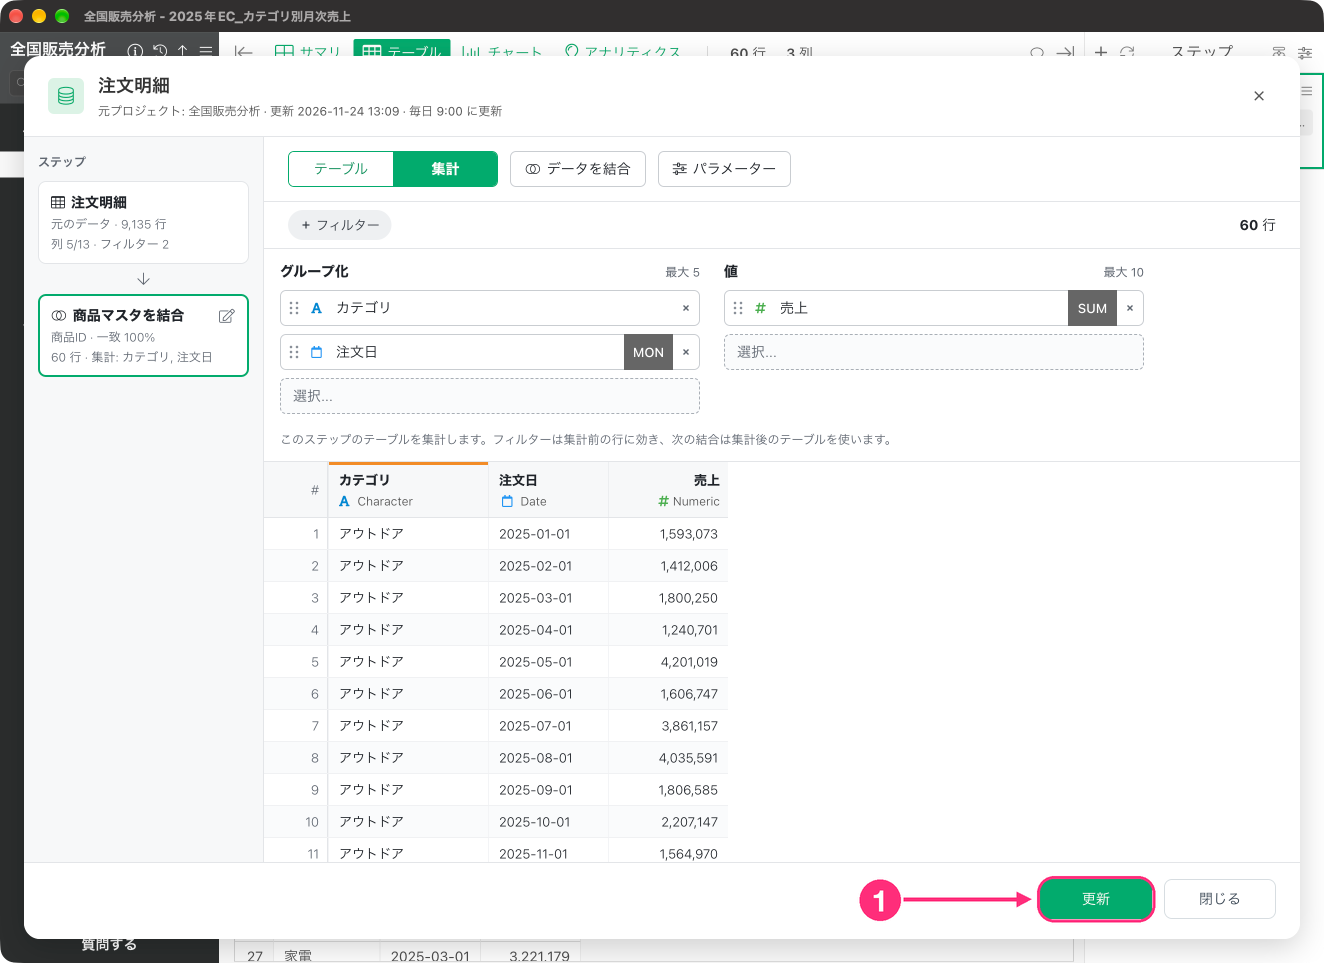 全国販売分析 - 2025年EC_カテゴリ別月次売上
全国販売分析
サマリ
テーブル
チャート
アナリティクス
60 行
3 列
ステップ
注文明細
元プロジェクト: 全国販売分析 · 更新 2026-11-24 13:09 · 毎日 9:00 に更新
×
ステップ
注文明細
元のデータ · 9,135 行
列 5/13 · フィルター 2
商品マスタを結合
商品ID · 一致 100%
60 行 · 集計: カテゴリ, 注文日
テーブル
集計
データを結合
パラメーター
+ フィルター
60 行
グループ化
最大 5
値
最大 10
A カテゴリ ×
# 売上 SUM ×
注文日 MON ×
選択...
選択...
このステップのテーブルを集計します。フィルターは集計前の行に効き、次の結合は集計後のテーブルを使います。
# カテゴリ 注文日 売上
A Character Date # Numeric
1 アウトドア 2025-01-01 1,593,073
2 アウトドア 2025-02-01 1,412,006
3 アウトドア 2025-03-01 1,800,250
4 アウトドア 2025-04-01 1,240,701
5 アウトドア 2025-05-01 4,201,019
6 アウトドア 2025-06-01 1,606,747
7 アウトドア 2025-07-01 3,861,157
8 アウトドア 2025-08-01 4,035,591
9 アウトドア 2025-09-01 1,806,585
10 アウトドア 2025-10-01 2,207,147
11 アウトドア 2025-11-01 1,564,970
1
更新
閉じる
質問する
27 家電 2025-03-01 3,221,179